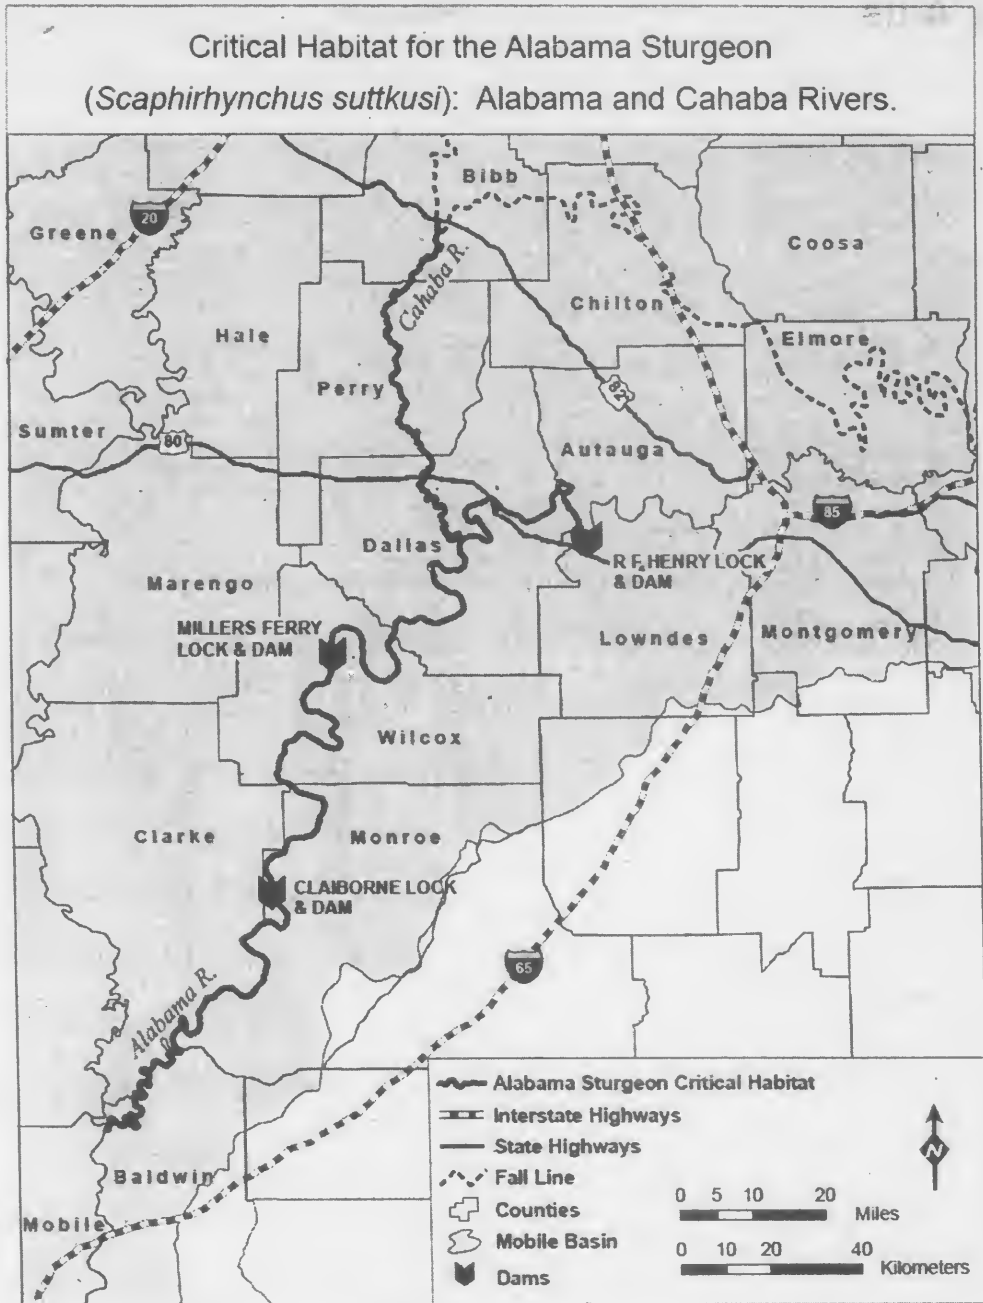 Critical Habitat for the Alabama Sturgeon
(Scaphirhynchus suttkusi): Alabama and Cahaba Rivers.
Bibb
20
Greene
Coosa
Cahaba R.
Chilton
Hale
Elmore
Perry
82
Sumter
80
Autauga
85
Dallas
R F HENRY LOCK
& DAM
Marengo
MILLERS FERRY
LOCK & DAM
Lowndes
Montgomery
Wilcox
Clarke
Monroe
CLAIBORNE LOCK
& DAM
65
Alabama R.
Baldwin
Mobile
Alabama Sturgeon Critical Habitat
Interstate Highways
State Highways
Fall Line
Counties
Mobile Basin
Dams
N
0 5 10 20
Miles
0 10 20 40
Kilometers